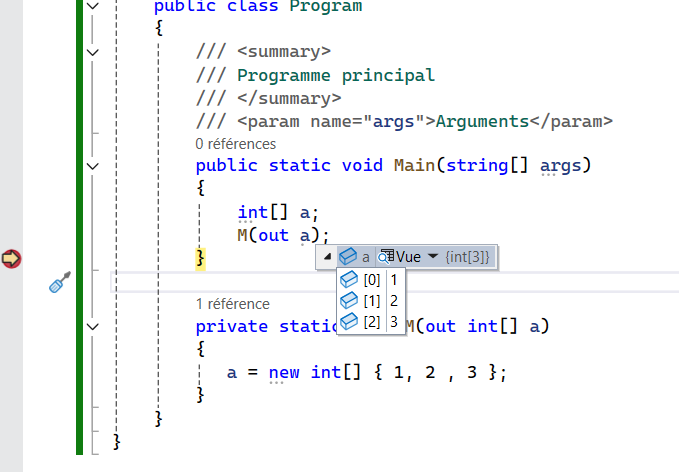 public class Program
{
/// <summary>
/// Programme principal
/// </summary>
/// <param name="args">Arguments</param>
0 références
public static void Main(string[] args)
{
int[] a;
M(out a);
}
a Vue {int[3]}
[0] 1
[1] 2
[2] 3
1 référence
private static M(out int[] a)
{
a = new int[] { 1, 2 , 3 };
}
}
}